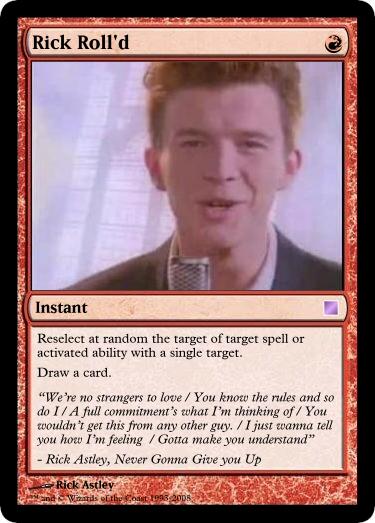 Rick Roll'd
Instant
Reselect at random the target of target spell or
activated ability with a single target.
Draw a card.
“We're no strangers to love / You know the rules and so
do I / A full commitment's what I'm thinking of / You
wouldn't get this from any other guy. / I just wanna tell
you how I'm feeling / Gotta make you understand”
- Rick Astley, Never Gonna Give you Up
Rick Astley
™ and © Wizards of the Coast 1993-2008